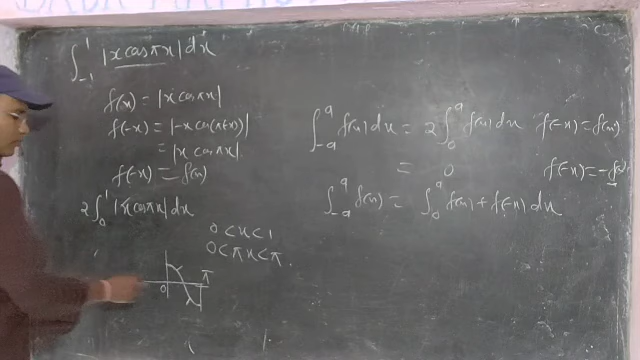 ∫₋₁¹ |x cos πx| dx
f(x) = |x cos πx|
f(-x) = |-x cos(π(-x))|
= |x cos πx|
f(-x) = f(x)
2∫₀¹ |x cos πx| dx
0 < x < 1
0 < πx < π.
0 π
∫₋ₐᵃ f(x) dx = 2∫₀ᵃ f(x) dx f(-x) = f(x)
= 0 f(-x) = -f(x)
∫₋ₐᵃ f(x) = ∫₀ᵃ f(x) + f(-x) dx